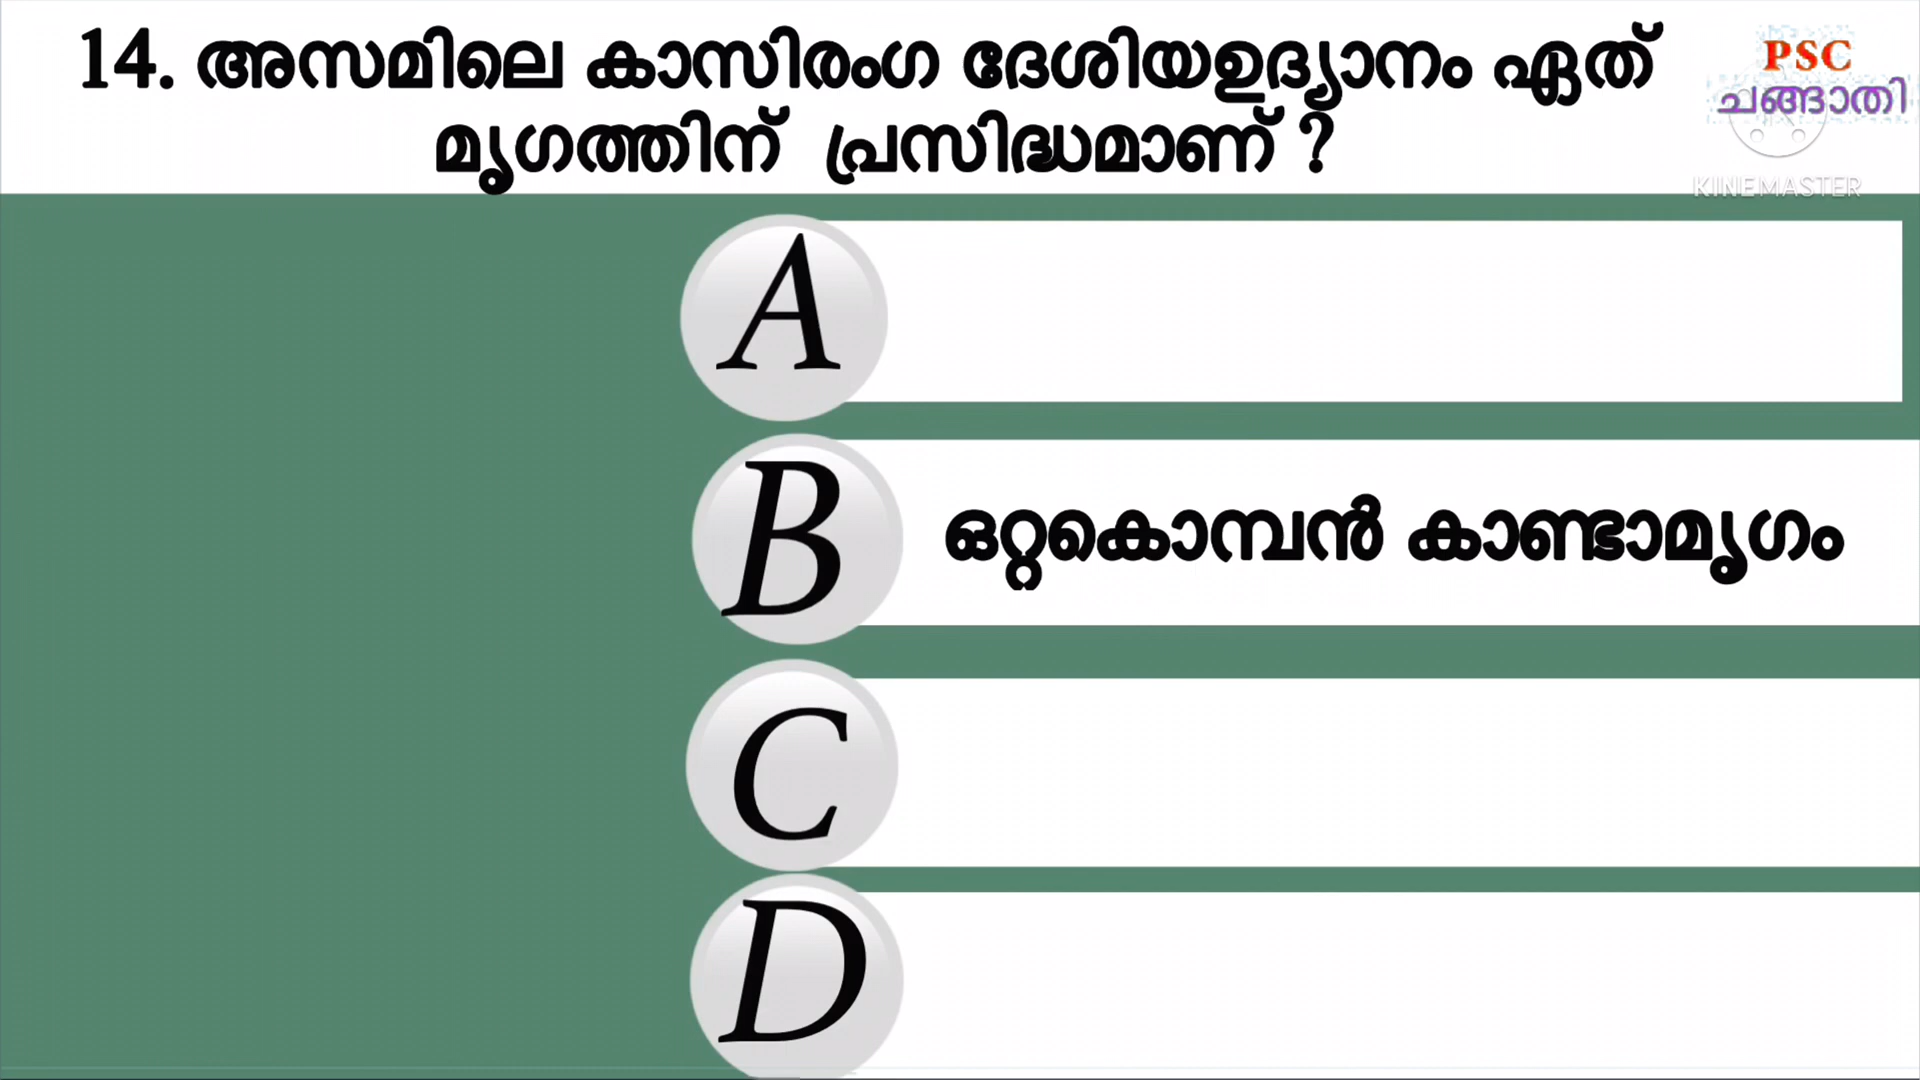 14. അസമിലെ കാസിരംഗ ദേശിയഉദ്യാനം ഏത്
മൃഗത്തിന് പ്രസിദ്ധമാണ് ?
PSC
ചങ്ങാതി
KINEMASTER
A
B ഒറ്റകൊമ്പൻ കാണ്ടാമൃഗം
C
D